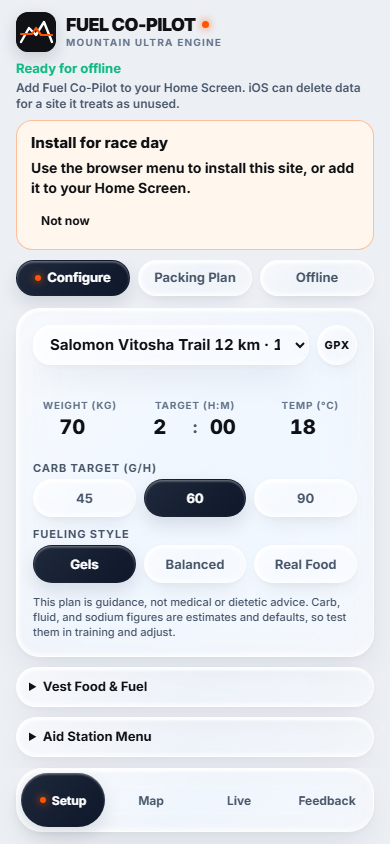 FUEL CO-PILOT
MOUNTAIN ULTRA ENGINE
Ready for offline
Add Fuel Co-Pilot to your Home Screen. iOS can delete data
for a site it treats as unused.
Install for race day
Use the browser menu to install this site, or add
it to your Home Screen.
Not now
Configure Packing Plan Offline
Salomon Vitosha Trail 12 km · 1 GPX
WEIGHT (KG) TARGET (H:M) TEMP (°C)
70 2 : 00 18
CARB TARGET (G/H)
45 60 90
FUELING STYLE
Gels Balanced Real Food
This plan is guidance, not medical or dietetic advice. Carb,
fluid, and sodium figures are estimates and defaults, so test
them in training and adjust.
Vest Food & Fuel
Aid Station Menu
Setup Map Live Feedback